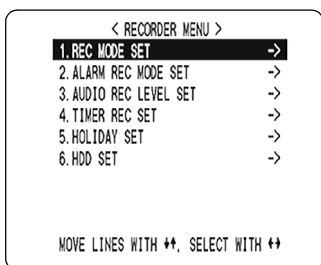 < RECORDER MENU >
1.REC MODE SET ->
2.ALARM REC MODE SET ->
3.AUDIO REC LEVEL SET ->
4.TIMER REC SET ->
5.HOLIDAY SET ->
6.HDD SET ->
MOVE LINES WITH ↓↑, SELECT WITH ←→